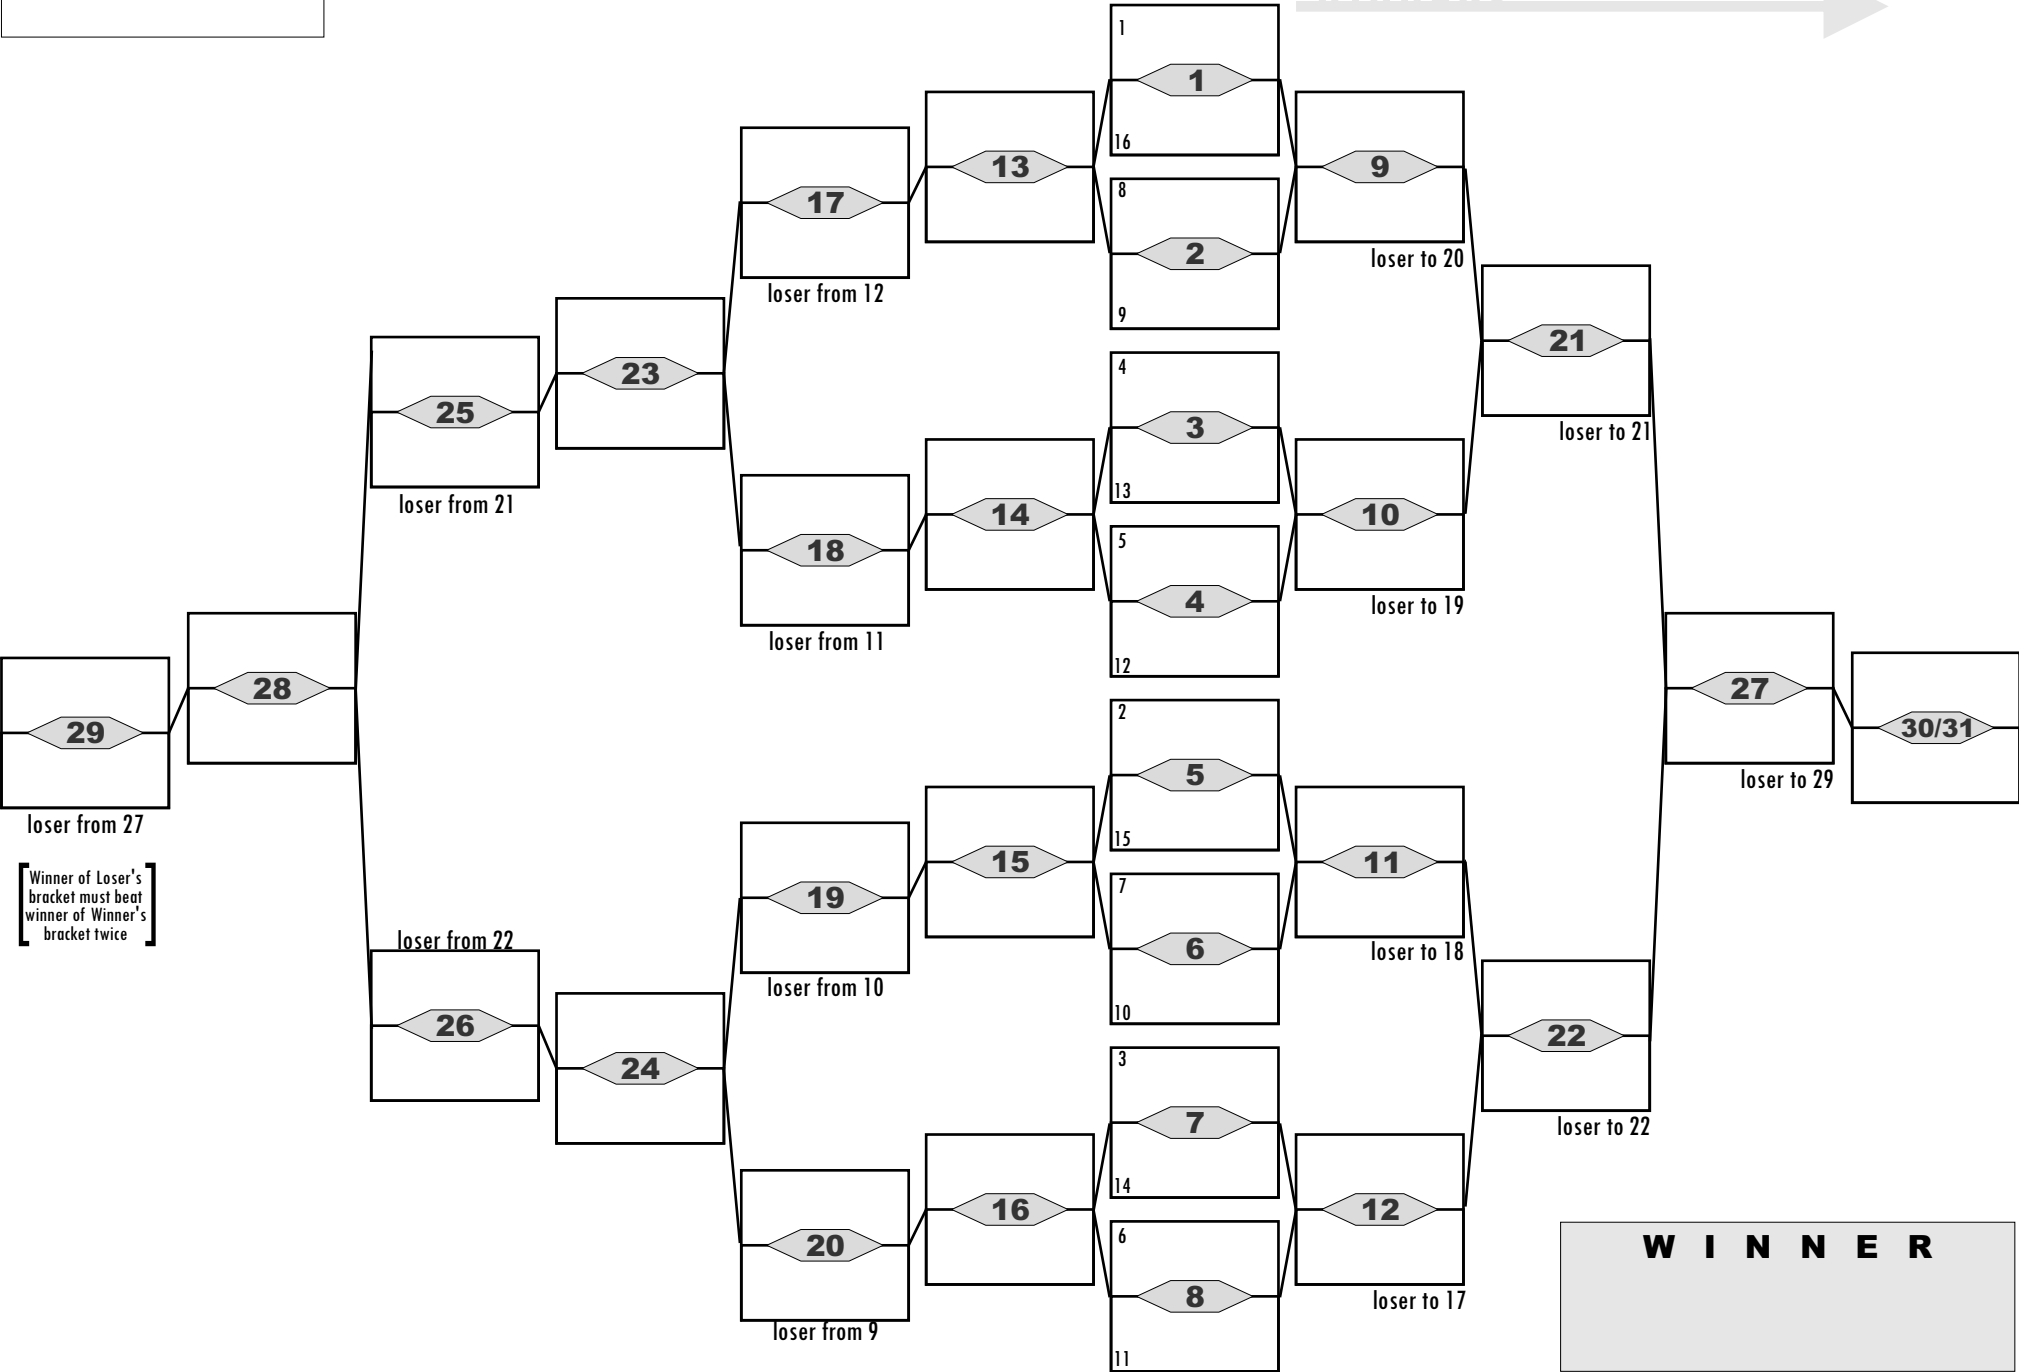 1
1
16
13
9
8
17
2
loser to 20
loser from 12
9
21
4
23
3
25
loser to 21
13
loser from 21
14
10
5
18
4
loser to 19
loser from 11
12
28
27
2
29
30/31
5
loser to 29
loser from 27
15
15
11
7
Winner of Loser's
bracket must beat
winner of Winner's
bracket twice
19
loser from 22
6
loser to 18
loser from 10
10
26
22
3
24
7
loser to 22
14
16
12
6
20
W I N N E R
8
loser to 17
loser from 9
11